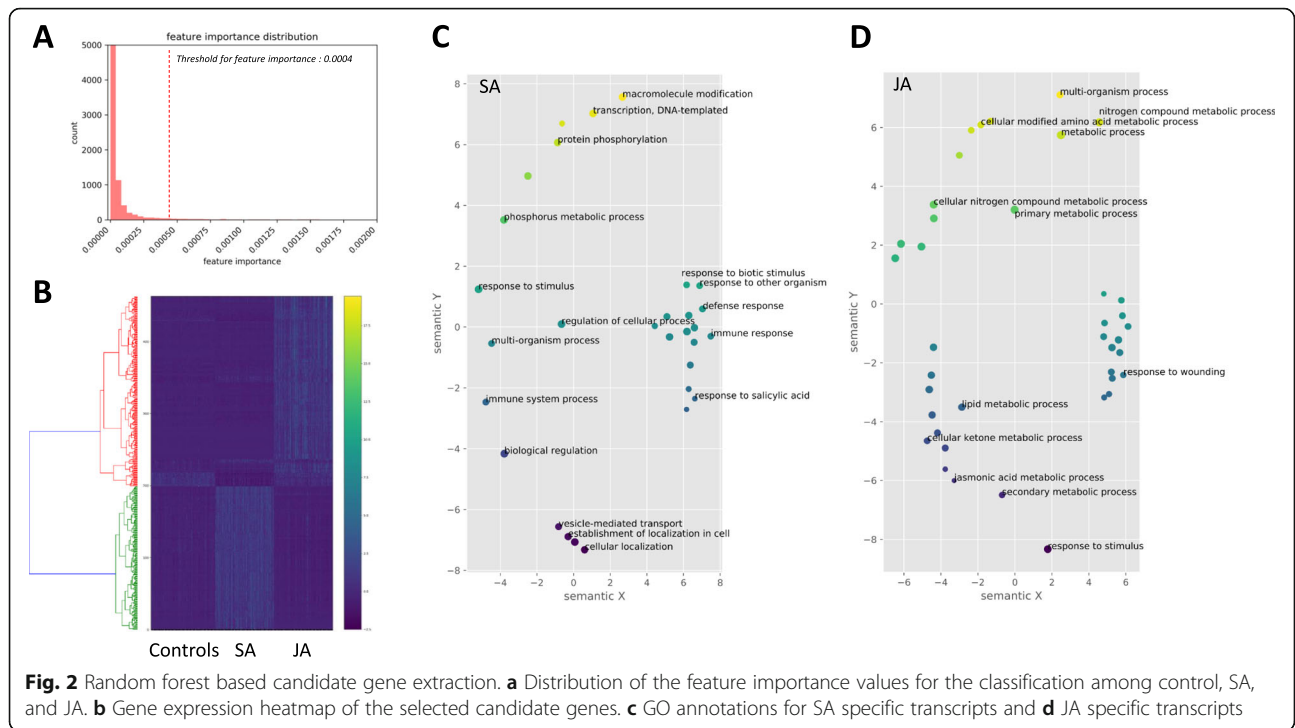 A
feature importance distribution
Threshold for feature importance : 0.0004
5000
4000
3000
2000
1000
0
count
0.00000
0.00025
0.00050
0.00075
0.00100
0.00125
0.00150
0.00175
0.00200
feature importance
B
Controls SA JA
C
SA
8
6
4
2
0
−2
−4
−6
−8
semantic Y
macromolecule modification
transcription, DNA-templated
protein phosphorylation
phosphorus metabolic process
response to biotic stimulus
response to other organism
response to stimulus
defense response
regulation of cellular process
immune response
multi-organism process
response to salicylic acid
immune system process
biological regulation
vesicle-mediated transport
establishment of localization in cell
cellular localization
−4 −2 0 2 4 6 8
semantic X
D
JA
6
4
2
0
−2
−4
−6
−8
semantic Y
multi-organism process
nitrogen compound metabolic process
cellular modified amino acid metabolic process
metabolic process
cellular nitrogen compound metabolic process
primary metabolic process
response to wounding
lipid metabolic process
cellular ketone metabolic process
jasmonic acid metabolic process
secondary metabolic process
response to stimulus
−6 −4 −2 0 2 4 6
semantic X
Fig. 2 Random forest based candidate gene extraction. a Distribution of the feature importance values for the classification among control, SA,
and JA. b Gene expression heatmap of the selected candidate genes. c GO annotations for SA specific transcripts and d JA specific transcripts